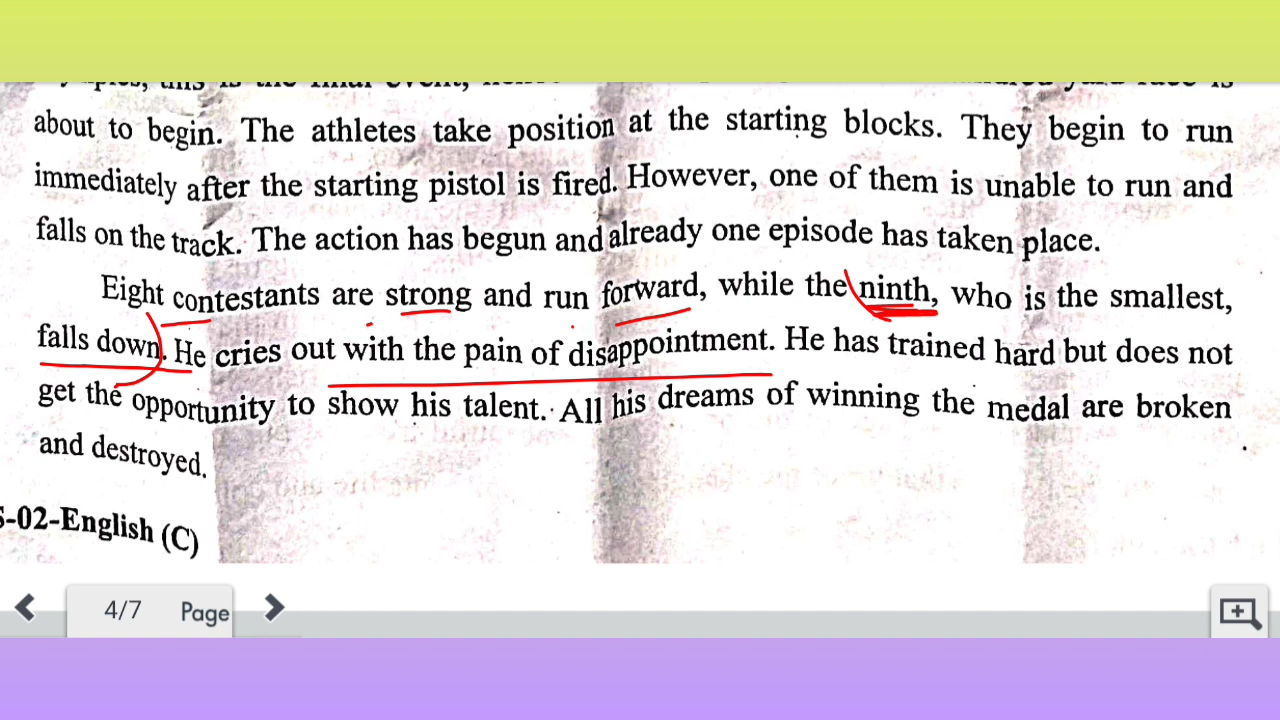 this is the final event,
about to begin. The athletes take position at the starting blocks. They begin to run
immediately after the starting pistol is fired. However, one of them is unable to run and
falls on the track. The action has begun and already one episode has taken place.
Eight contestants are strong and run forward, while the ninth, who is the smallest,
falls down. He cries out with the pain of disappointment. He has trained hard but does not
get the opportunity to show his talent. All his dreams of winning the medal are broken
and destroyed.
-02-English (C)
4/7 Page